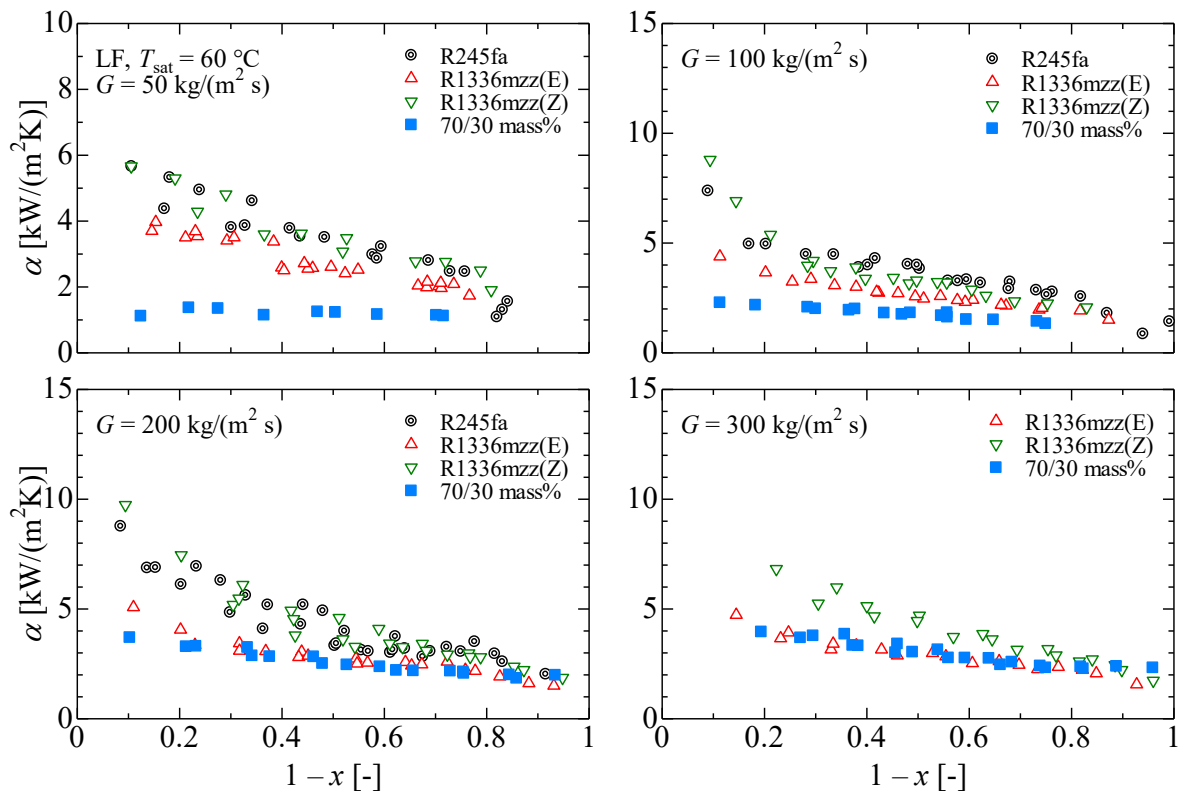 10
LF, T_sat = 60 °C
G = 50 kg/(m² s)
R245fa
R1336mzz(E)
R1336mzz(Z)
70/30 mass%
8
6
4
2
0
α [kW/(m²K)]
15
G = 100 kg/(m² s)
R245fa
R1336mzz(E)
R1336mzz(Z)
70/30 mass%
10
5
0
15
G = 200 kg/(m² s)
R245fa
R1336mzz(E)
R1336mzz(Z)
70/30 mass%
10
5
0
α [kW/(m²K)]
0 0.2 0.4 0.6 0.8 1
1 – x [-]
15
G = 300 kg/(m² s)
R1336mzz(E)
R1336mzz(Z)
70/30 mass%
10
5
0
0 0.2 0.4 0.6 0.8 1
1 – x [-]